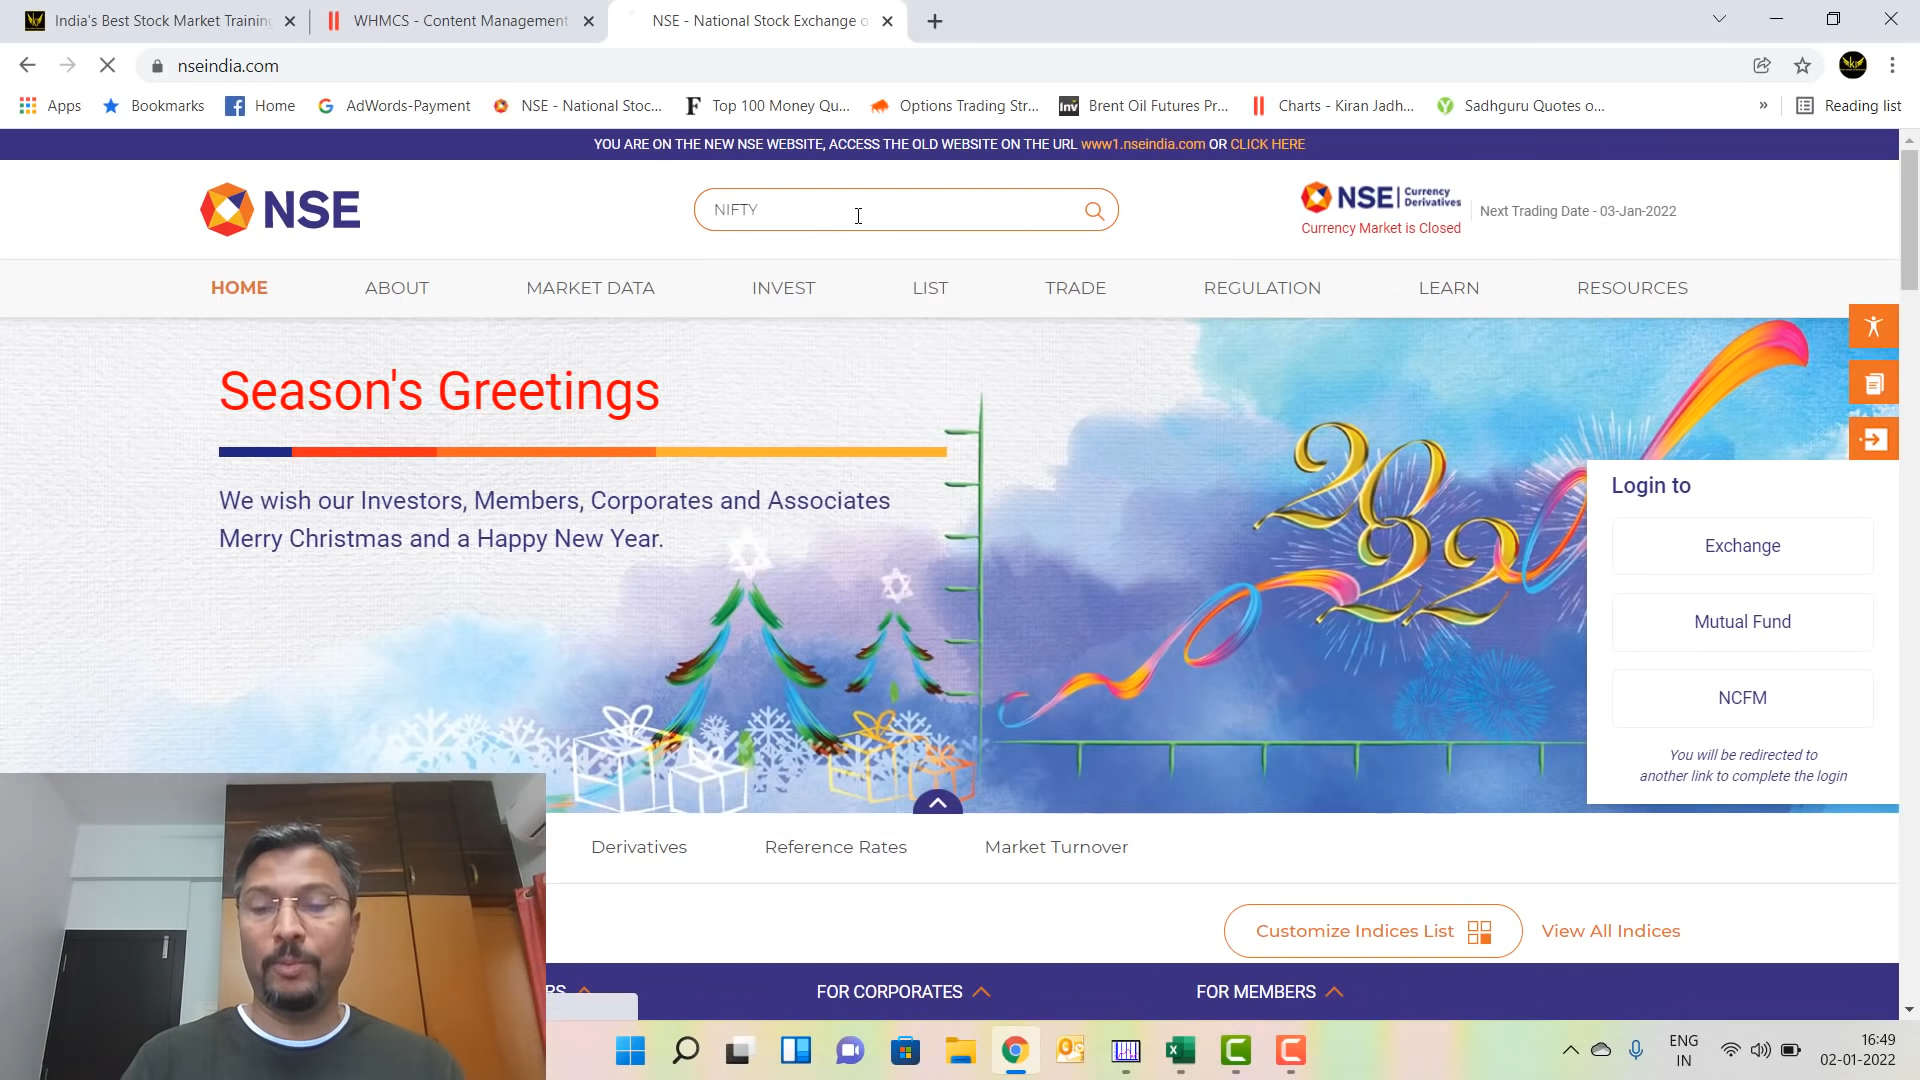 India's Best Stock Market Training
WHMCS - Content Management
NSE - National Stock Exchange o
nseindia.com
Apps
Bookmarks
Home
AdWords-Payment
NSE - National Stoc...
Top 100 Money Qu...
Options Trading Str...
Inv
Brent Oil Futures Pr...
Charts - Kiran Jadh...
Sadhguru Quotes o...
»
Reading list
YOU ARE ON THE NEW NSE WEBSITE, ACCESS THE OLD WEBSITE ON THE URL www1.nseindia.com OR CLICK HERE
NSE
NIFTY
NSE | Currency Derivatives
Currency Market is Closed
Next Trading Date - 03-Jan-2022
HOME
ABOUT
MARKET DATA
INVEST
LIST
TRADE
REGULATION
LEARN
RESOURCES
Season's Greetings
We wish our Investors, Members, Corporates and Associates
Merry Christmas and a Happy New Year.
2022
Login to
Exchange
Mutual Fund
NCFM
You will be redirected to
another link to complete the login
Derivatives
Reference Rates
Market Turnover
Customize Indices List
View All Indices
RS
FOR CORPORATES
FOR MEMBERS
ENG
IN
16:49
02-01-2022